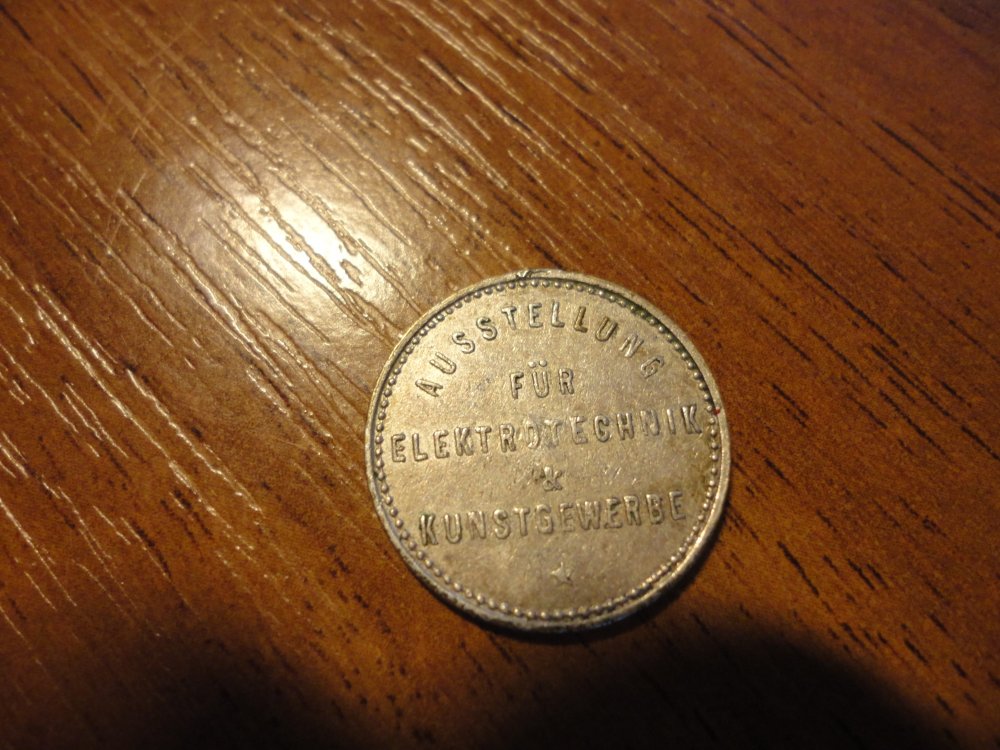 AUSSTELLUNG
FÜR
ELEKTROTECHNIK
&
KUNSTGEWERBE